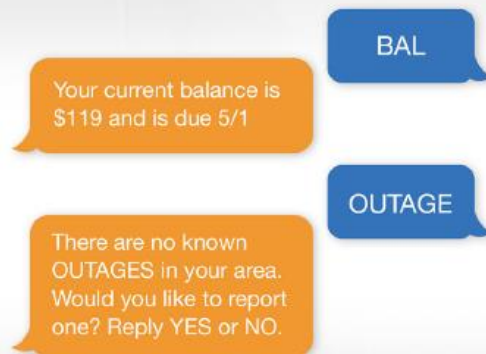 BAL
Your current balance is
$119 and is due 5/1
OUTAGE
There are no known
OUTAGES in your area.
Would you like to report
one? Reply YES or NO.